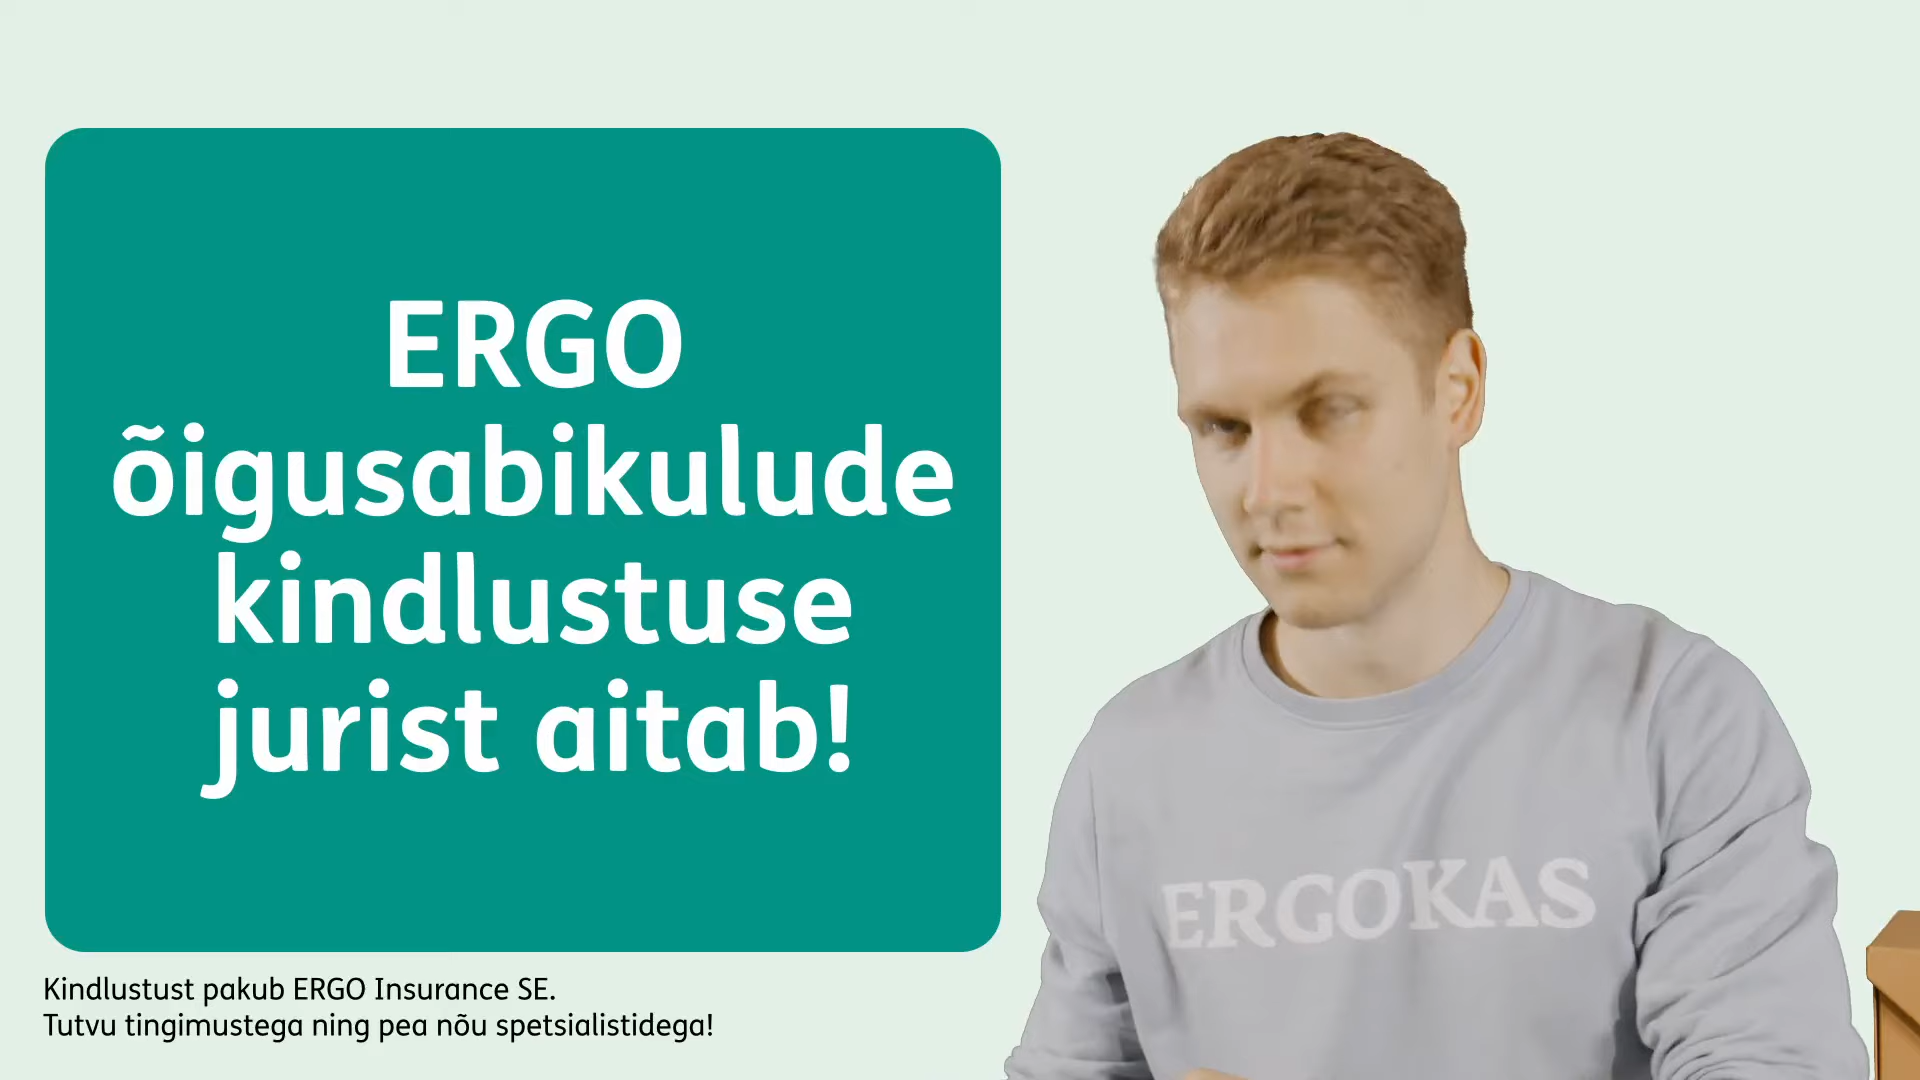 ERGO
õigusabikulude
kindlustuse
jurist aitab!
ERGOKAS
Kindlustust pakub ERGO Insurance SE.
Tutvu tingimustega ning pea nõu spetsialistidega!